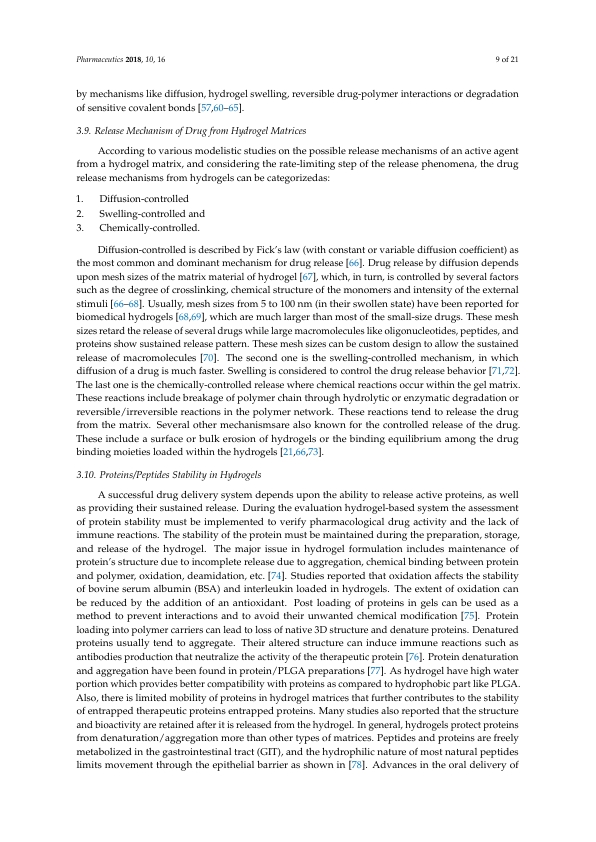 Pharmaceutics 2018, 10, 16
9 of 21
by mechanisms like diffusion, hydrogel swelling, reversible drug-polymer interactions or degradation
of sensitive covalent bonds [57,60–65].
3.9. Release Mechanism of Drug from Hydrogel Matrices
According to various modelistic studies on the possible release mechanisms of an active agent
from a hydrogel matrix, and considering the rate-limiting step of the release phenomena, the drug
release mechanisms from hydrogels can be categorizedas:
1. Diffusion-controlled
2. Swelling-controlled and
3. Chemically-controlled.
Diffusion-controlled is described by Fick's law (with constant or variable diffusion coefficient) as
the most common and dominant mechanism for drug release [66]. Drug release by diffusion depends
upon mesh sizes of the matrix material of hydrogel [67], which, in turn, is controlled by several factors
such as the degree of crosslinking, chemical structure of the monomers and intensity of the external
stimuli [66–68]. Usually, mesh sizes from 5 to 100 nm (in their swollen state) have been reported for
biomedical hydrogels [68,69], which are much larger than most of the small-size drugs. These mesh
sizes retard the release of several drugs while large macromolecules like oligonucleotides, peptides, and
proteins show sustained release pattern. These mesh sizes can be custom design to allow the sustained
release of macromolecules [70]. The second one is the swelling-controlled mechanism, in which
diffusion of a drug is much faster. Swelling is considered to control the drug release behavior [71,72].
The last one is the chemically-controlled release where chemical reactions occur within the gel matrix.
These reactions include breakage of polymer chain through hydrolytic or enzymatic degradation or
reversible/irreversible reactions in the polymer network. These reactions tend to release the drug
from the matrix. Several other mechanismsare also known for the controlled release of the drug.
These include a surface or bulk erosion of hydrogels or the binding equilibrium among the drug
binding moieties loaded within the hydrogels [21,66,73].
3.10. Proteins/Peptides Stability in Hydrogels
A successful drug delivery system depends upon the ability to release active proteins, as well
as providing their sustained release. During the evaluation hydrogel-based system the assessment
of protein stability must be implemented to verify pharmacological drug activity and the lack of
immune reactions. The stability of the protein must be maintained during the preparation, storage,
and release of the hydrogel. The major issue in hydrogel formulation includes maintenance of
protein's structure due to incomplete release due to aggregation, chemical binding between protein
and polymer, oxidation, deamidation, etc. [74]. Studies reported that oxidation affects the stability
of bovine serum albumin (BSA) and interleukin loaded in hydrogels. The extent of oxidation can
be reduced by the addition of an antioxidant. Post loading of proteins in gels can be used as a
method to prevent interactions and to avoid their unwanted chemical modification [75]. Protein
loading into polymer carriers can lead to loss of native 3D structure and denature proteins. Denatured
proteins usually tend to aggregate. Their altered structure can induce immune reactions such as
antibodies production that neutralize the activity of the therapeutic protein [76]. Protein denaturation
and aggregation have been found in protein/PLGA preparations [77]. As hydrogel have high water
portion which provides better compatibility with proteins as compared to hydrophobic part like PLGA.
Also, there is limited mobility of proteins in hydrogel matrices that further contributes to the stability
of entrapped therapeutic proteins entrapped proteins. Many studies also reported that the structure
and bioactivity are retained after it is released from the hydrogel. In general, hydrogels protect proteins
from denaturation/aggregation more than other types of matrices. Peptides and proteins are freely
metabolized in the gastrointestinal tract (GIT), and the hydrophilic nature of most natural peptides
limits movement through the epithelial barrier as shown in [78]. Advances in the oral delivery of